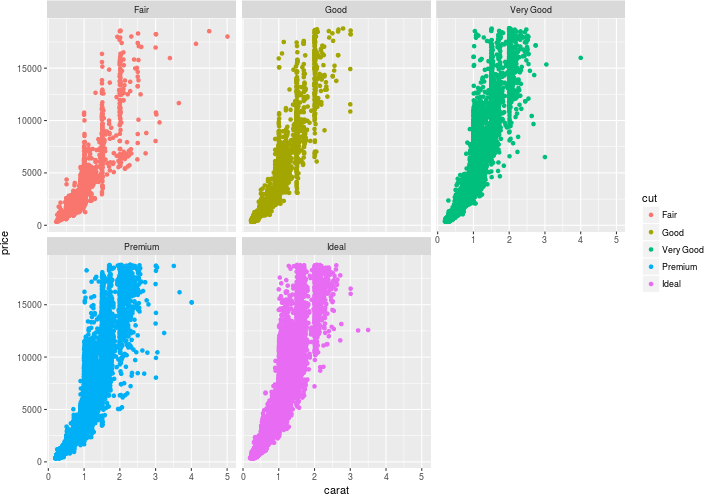 Fair Good Very Good
15000
10000
5000
0
0 1 2 3 4 5
price
cut
Fair
Good
Very Good
Premium
Ideal
Premium Ideal
15000
10000
5000
0
0 1 2 3 4 5 0 1 2 3 4 5
carat